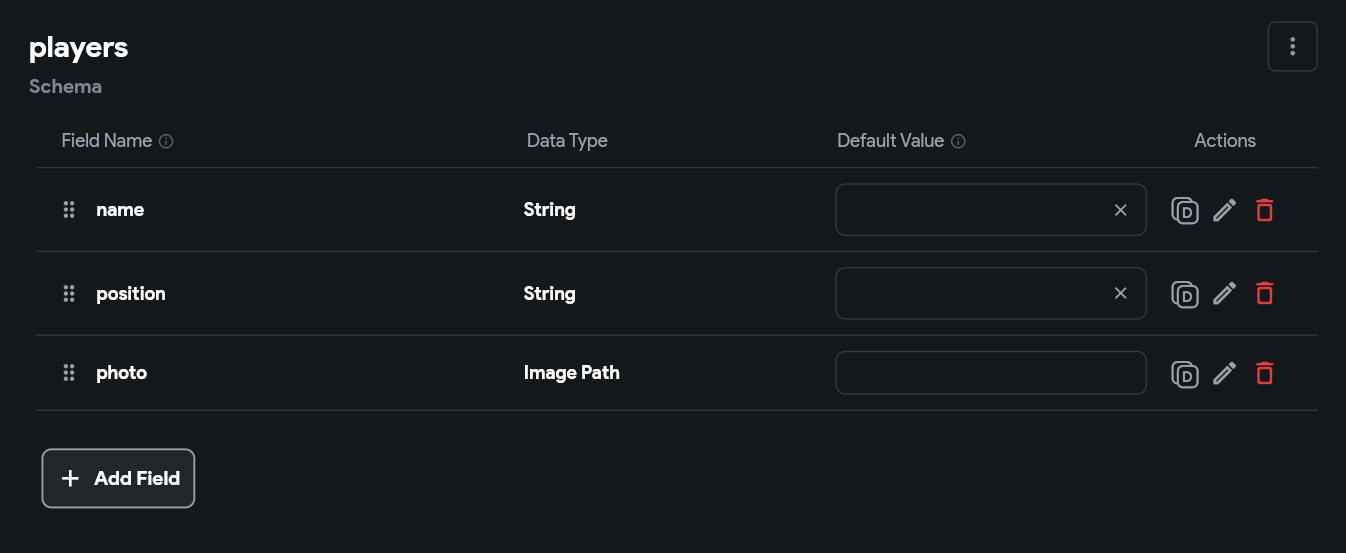 players
Schema
Field Name Data Type Default Value Actions
name String
position String
photo Image Path
+ Add Field